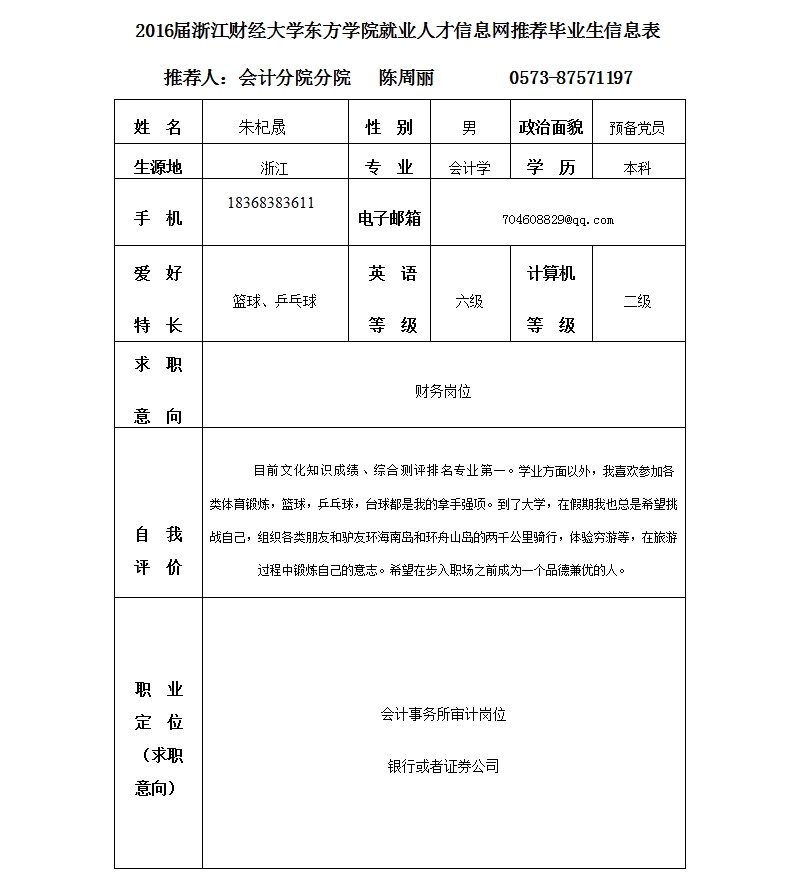 2016届浙江财经大学东方学院就业人才信息网推荐毕业生信息表
推荐人：会计分院分院 陈周丽 0573-87571197
姓 名 朱杞晟 性 别 男 政治面貌 预备党员
生源地 浙江 专 业 会计学 学 历 本科
手 机 18368383611 电子邮箱 704608829@qq.com
爱 好 英 语 计算机
篮球、乒乓球 六级 二级
特 长 等 级 等 级
求 职
财务岗位
意 向
目前文化知识成绩、综合测评排名专业第一。学业方面以外，我喜欢参加各
类体育锻炼，篮球，乒乓球，台球都是我的拿手强项。到了大学，在假期我也总是希望挑
自 我 战自己，组织各类朋友和驴友环海南岛和环舟山岛的两千公里骑行，体验穷游等，在旅游
评 价 过程中锻炼自己的意志。希望在步入职场之前成为一个品德兼优的人。
职 业
会计事务所审计岗位
定 位
（求职
银行或者证券公司
意向）